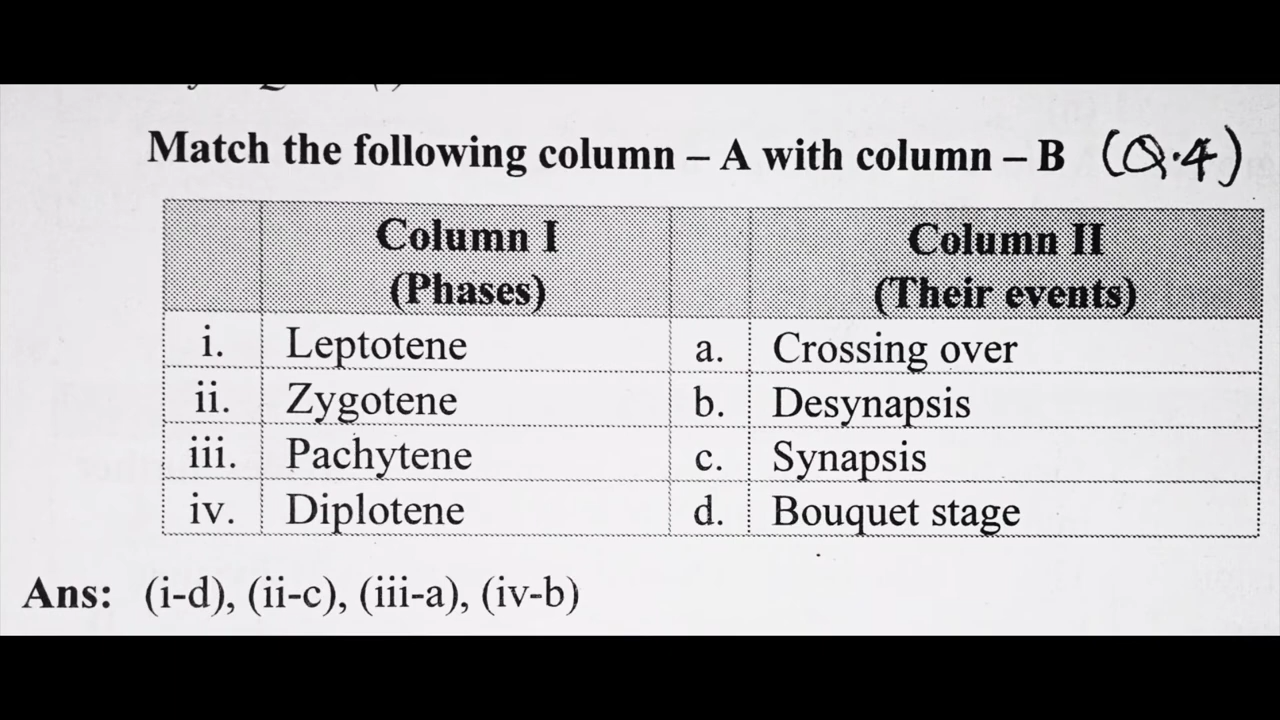 Match the following column – A with column – B (Q.4)
Column I Column II
(Phases) (Their events)
i. Leptotene a. Crossing over
ii. Zygotene b. Desynapsis
iii. Pachytene c. Synapsis
iv. Diplotene d. Bouquet stage
Ans: (i-d), (ii-c), (iii-a), (iv-b)